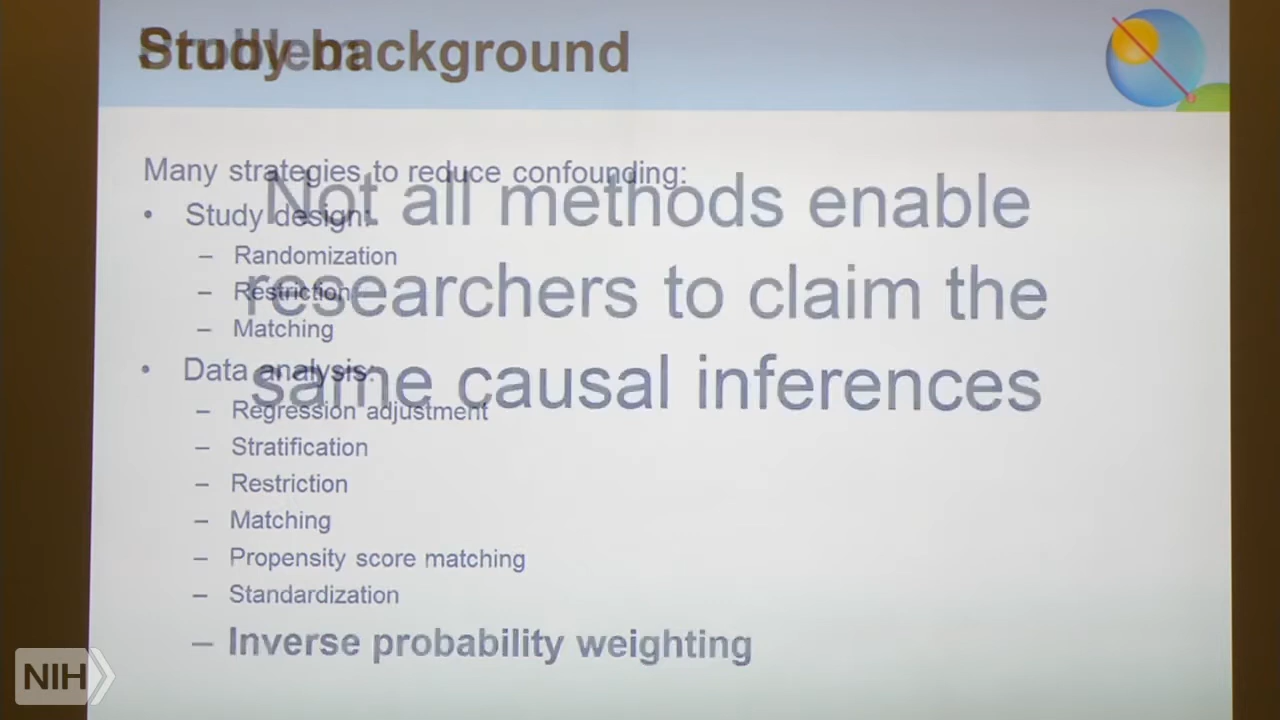 Study background
Problem:
Many strategies to reduce confounding:
• Study design:
– Randomization
– Restriction
– Matching
• Data analysis:
– Regression adjustment
– Stratification
– Restriction
– Matching
– Propensity score matching
– Standardization
– Inverse probability weighting
Not all methods enable
researchers to claim the
same causal inferences
NIH